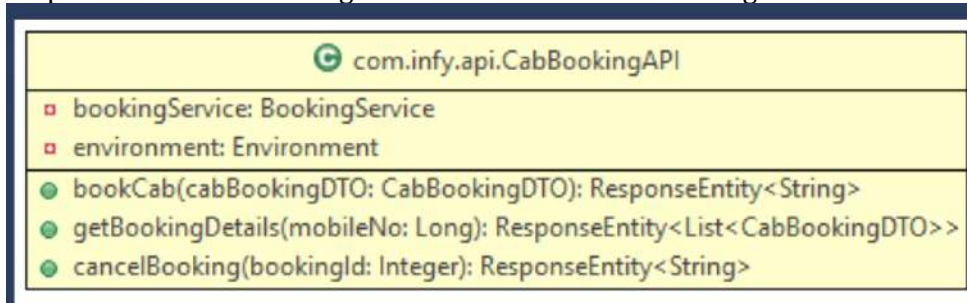 C com.infy.api.CabBookingAPI
bookingService: BookingService
environment: Environment
bookCab(cabBookingDTO: CabBookingDTO): ResponseEntity<String>
getBookingDetails(mobileNo: Long): ResponseEntity<List<CabBookingDTO>>
cancelBooking(bookingId: Integer): ResponseEntity<String>